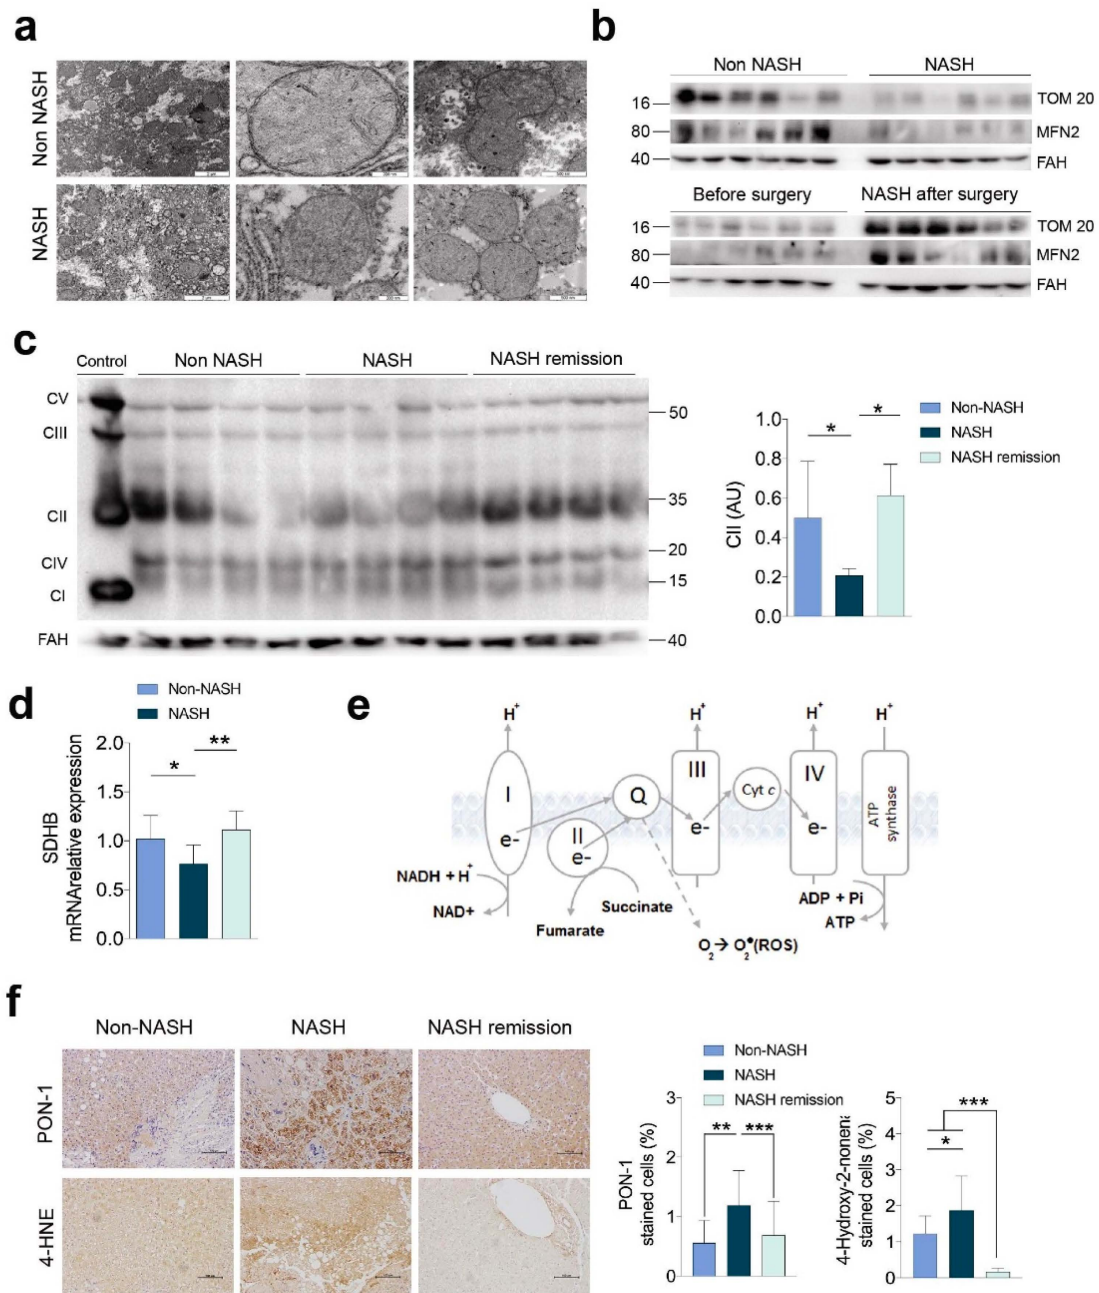 a
Non NASH
NASH
b
Non NASH NASH
16 TOM 20
80 MFN2
40 FAH
Before surgery NASH after surgery
16 TOM 20
80 MFN2
40 FAH
c
Control Non NASH NASH NASH remission
CV
CIII
CII
CIV
CI
FAH
50
35
20
15
40
Non-NASH
NASH
NASH remission
CII (AU)
1.0
0.8
0.6
0.4
0.2
0.0
* *
d
Non-NASH
NASH
SDHB
mRNArelative expression
2.0
1.5
1.0
0.5
0.0
* **
e
H+ H+ H+ H+
I
e-
II
e-
Q
III
e-
Cyt c
IV
e-
ATP
synthase
NADH + H+
NAD+
Succinate
Fumarate
ADP + Pi
ATP
O2→ O2•(ROS)
f
Non-NASH NASH NASH remission
PON-1
4-HNE
Non-NASH
NASH
NASH remission
PON-1
stained cells (%)
3
2
1
0
** ***
4-Hydroxy-2-nonen
stained cells (%)
5
4
3
2
1
0
***
*